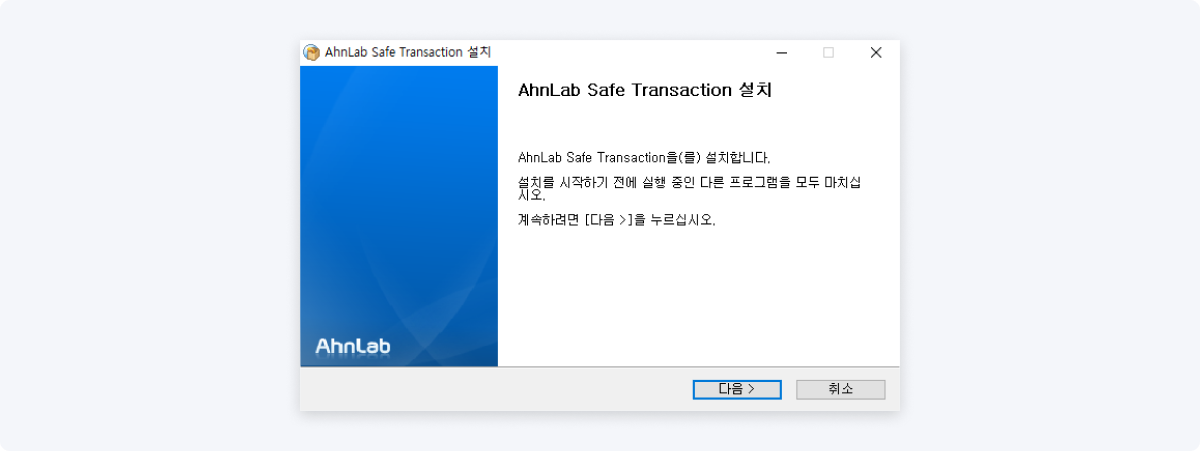 AhnLab Safe Transaction 설치
AhnLab Safe Transaction 설치
AhnLab Safe Transaction을(를) 설치합니다.
설치를 시작하기 전에 실행 중인 다른 프로그램을 모두 마치십
시오.
계속하려면 [다음 >]을 누르십시오.
AhnLab
다음 >
취소